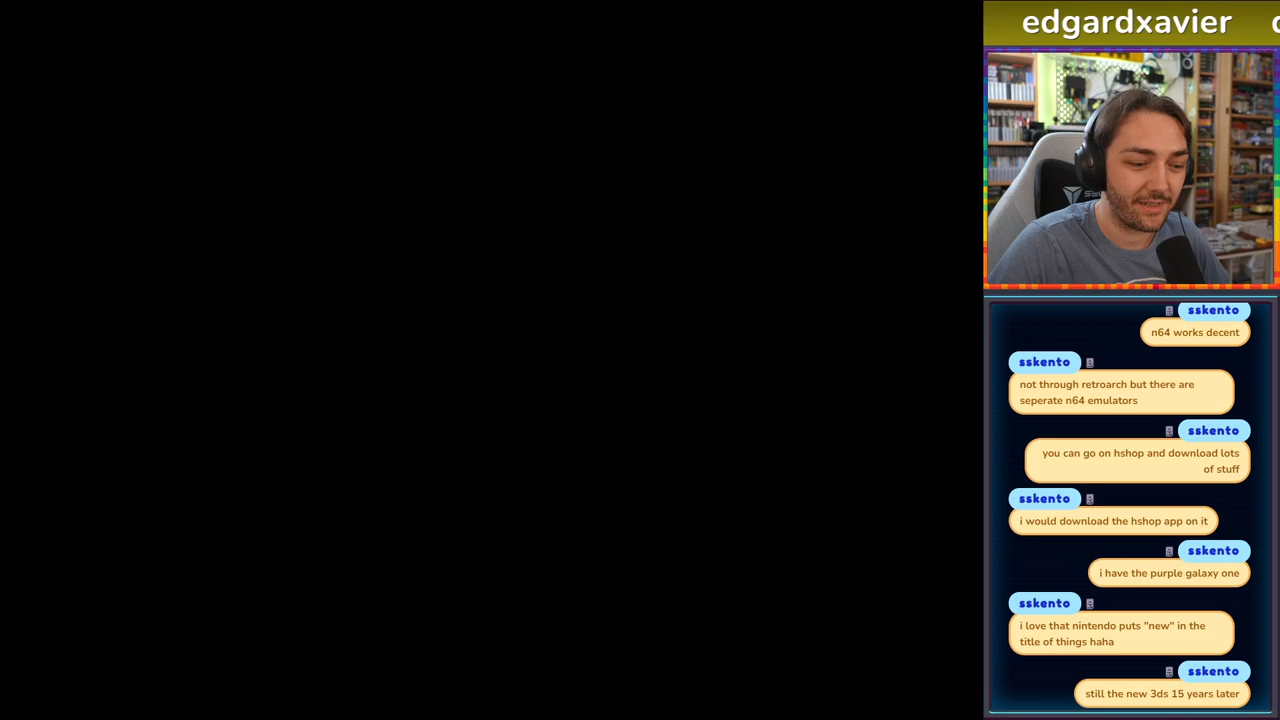 edgardxavier
sskento
n64 works decent
sskento
not through retroarch but there are
seperate n64 emulators
sskento
you can go on hshop and download lots
of stuff
sskento
i would download the hshop app on it
sskento
i have the purple galaxy one
sskento
i love that nintendo puts "new" in the
title of things haha
sskento
still the new 3ds 15 years later